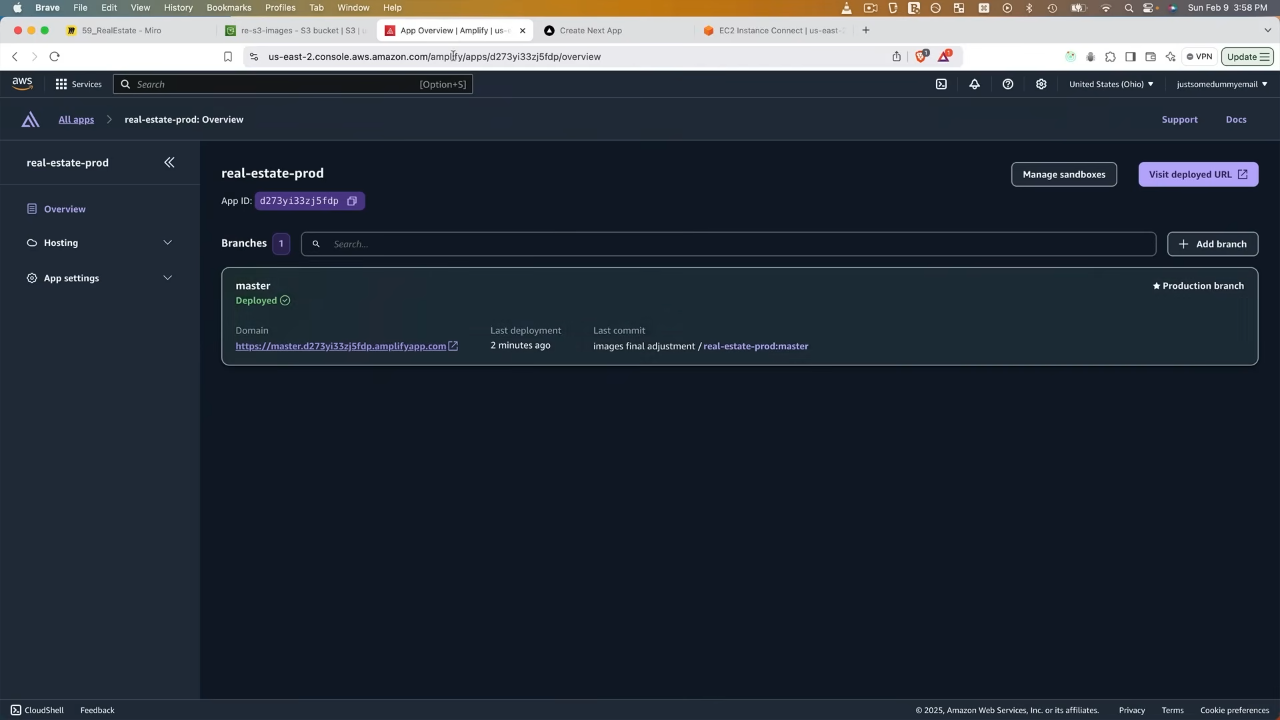 Brave File Edit View History Bookmarks Profiles Tab Window Help Sun Feb 9 3:58 PM
59_RealEstate - Miro
re-s3-images - S3 bucket | S3 |
App Overview | Amplify | us-
Create Next App
EC2 Instance Connect | us-east-2
us-east-2.console.aws.amazon.com/amplify/apps/d273yi33zj5fdp/overview
1
1
VPN
Update
aws
Services
Search
[Option+S]
United States (Ohio)
justsomedummyemail
All apps
real-estate-prod: Overview
Support
Docs
real-estate-prod
Overview
Hosting
App settings
real-estate-prod
App ID: d273yi33zj5fdp
Manage sandboxes
Visit deployed URL
Branches 1
Search...
Add branch
master
Deployed
Production branch
Domain
https://master.d273yi33zj5fdp.amplifyapp.com
Last deployment
2 minutes ago
Last commit
images final adjustment / real-estate-prod:master
CloudShell
Feedback
© 2025, Amazon Web Services, Inc. or its affiliates.
Privacy
Terms
Cookie preferences